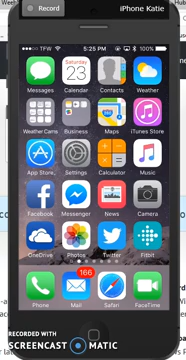 Record
iPhone Katie
TFW
5:25 PM
100%
Messages
Saturday
23
Calendar
Contacts
Weather
Weather Cams
Business
Maps
iTunes Store
App Store
Settings
Calculator
Music
Facebook
Messenger
News
Camera
OneDrive
Photos
Twitter
Fitbit
166
Phone
Mail
Safari
FaceTime
RECORDED WITH
SCREENCAST MATIC